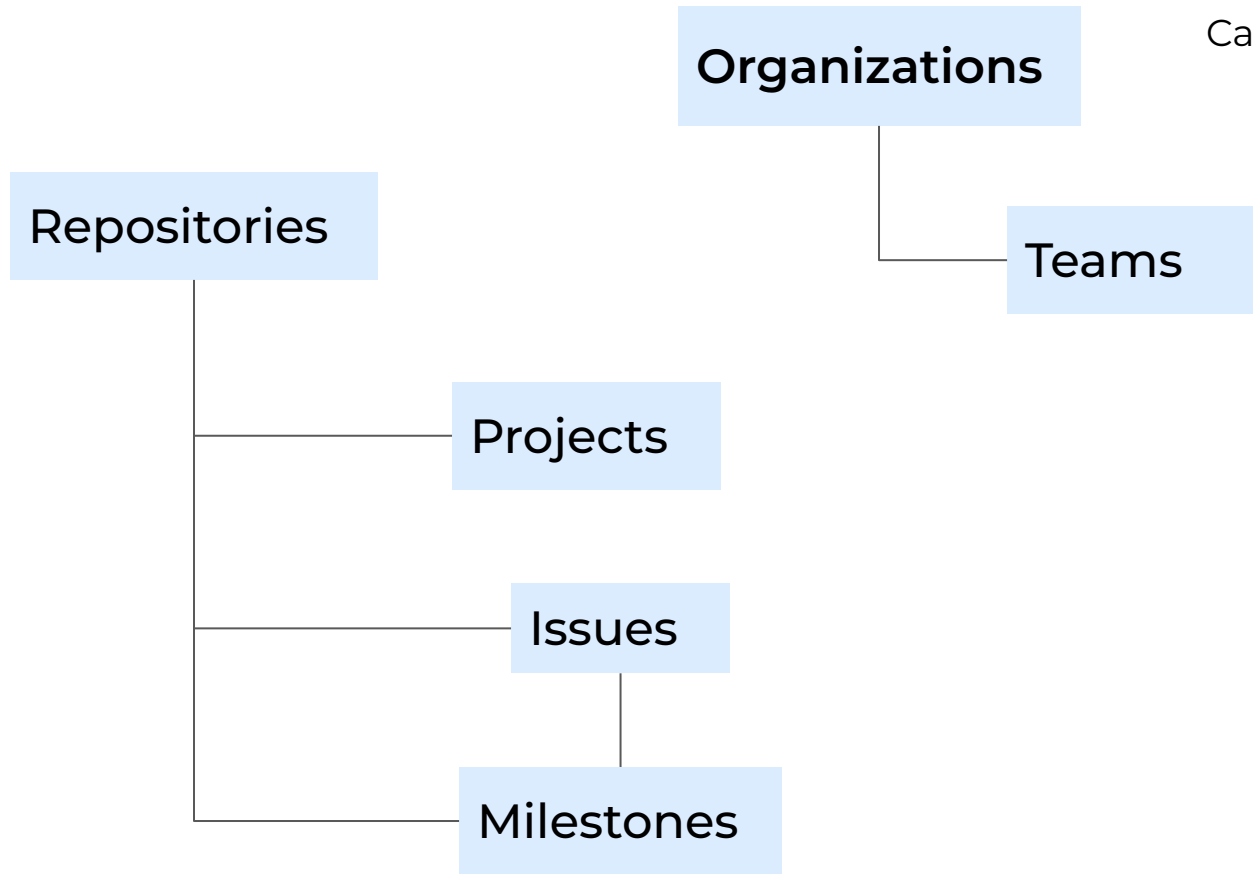 Organizations
Ca
Repositories
Teams
Projects
Issues
Milestones